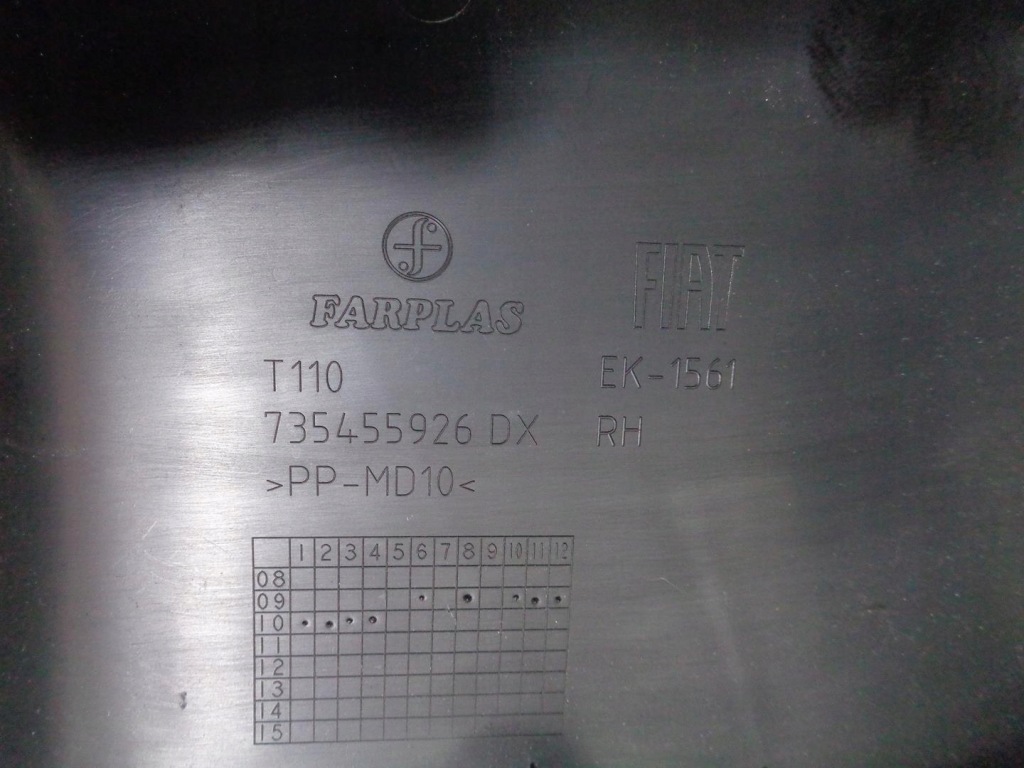 FARPLAS
FIAT
T110
EK-1561
735455926 DX
RH
>PP-MD10<
1 2 3 4 5 6 7 8 9 10 11 12
08
09
10
11
12
13
14
15